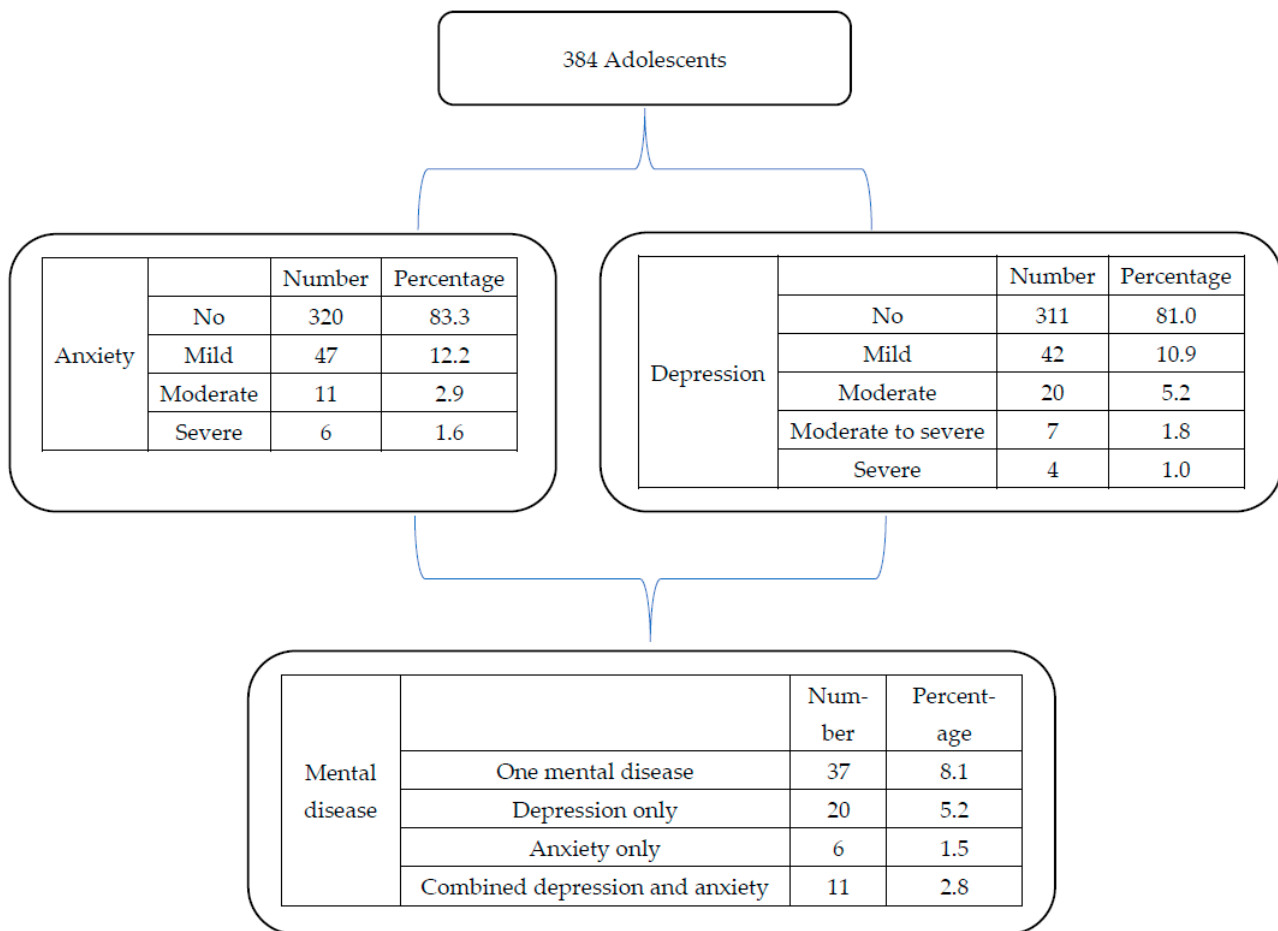 384 Adolescents
Number Percentage
No 320 83.3
Anxiety Mild 47 12.2
Moderate 11 2.9
Severe 6 1.6
Number Percentage
No 311 81.0
Mild 42 10.9
Depression Moderate 20 5.2
Moderate to severe 7 1.8
Severe 4 1.0
Num- Percent-
ber age
Mental One mental disease 37 8.1
disease Depression only 20 5.2
Anxiety only 6 1.5
Combined depression and anxiety 11 2.8